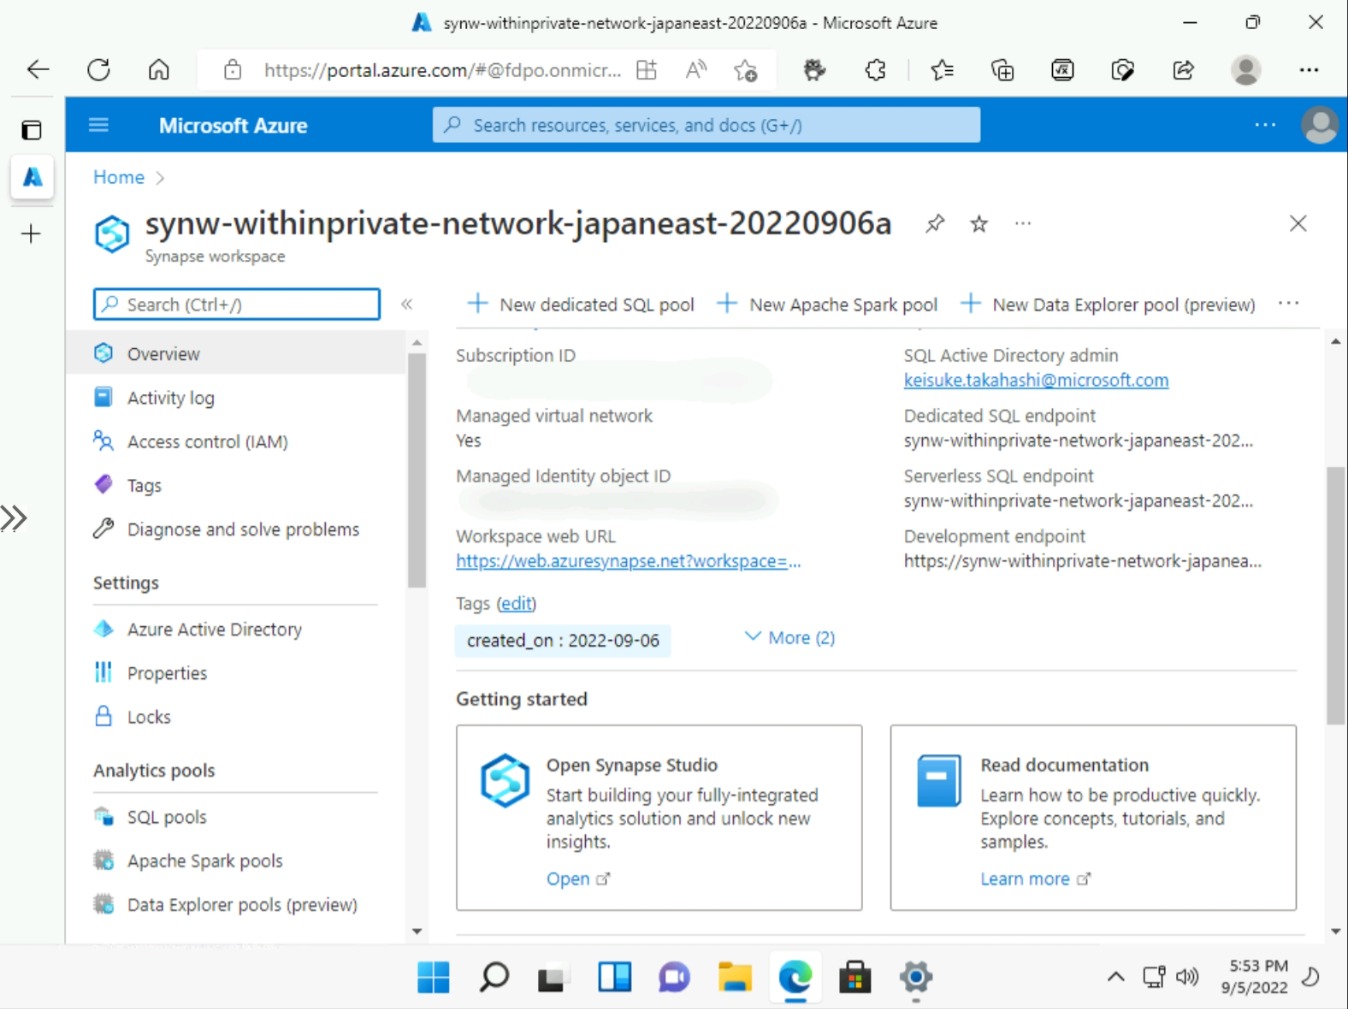 synw-withinprivate-network-japaneast-20220906a - Microsoft Azure
https://portal.azure.com/#@fdpo.onmicr...
Microsoft Azure
Search resources, services, and docs (G+/)
Home
synw-withinprivate-network-japaneast-20220906a
Synapse workspace
Search (Ctrl+/)
New dedicated SQL pool
New Apache Spark pool
New Data Explorer pool (preview)
Overview
Activity log
Access control (IAM)
Tags
Diagnose and solve problems
Settings
Azure Active Directory
Properties
Locks
Analytics pools
SQL pools
Apache Spark pools
Data Explorer pools (preview)
Subscription ID
Managed virtual network
Yes
Managed Identity object ID
Workspace web URL
https://web.azuresynapse.net?workspace=...
SQL Active Directory admin
keisuke.takahashi@microsoft.com
Dedicated SQL endpoint
synw-withinprivate-network-japaneast-202...
Serverless SQL endpoint
synw-withinprivate-network-japaneast-202...
Development endpoint
https://synw-withinprivate-network-japanea...
Tags (edit)
created_on : 2022-09-06
More (2)
Getting started
Open Synapse Studio
Start building your fully-integrated
analytics solution and unlock new
insights.
Open
Read documentation
Learn how to be productive quickly.
Explore concepts, tutorials, and
samples.
Learn more
5:53 PM
9/5/2022